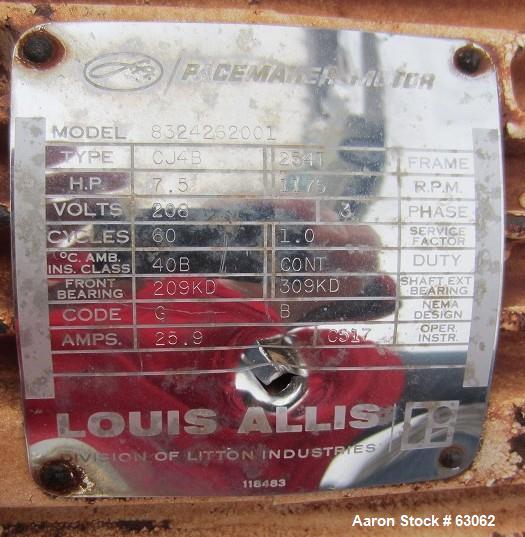 PACEMAKER MOTOR
MODEL 8324262001
TYPE CJ4B 254T FRAME
H.P. 7.5 1175 R.P.M.
VOLTS 208 3 PHASE
CYCLES 60 1.0 SERVICE FACTOR
°C. AMB. INS. CLASS 40B CONT DUTY
FRONT BEARING 209KD 309KD SHAFT EXT BEARING
CODE G B NEMA DESIGN
AMPS. 25.9 C517 OPER. INSTR.
LOUIS ALLIS
DIVISION OF LITTON INDUSTRIES
116483
Aaron Stock # 63062